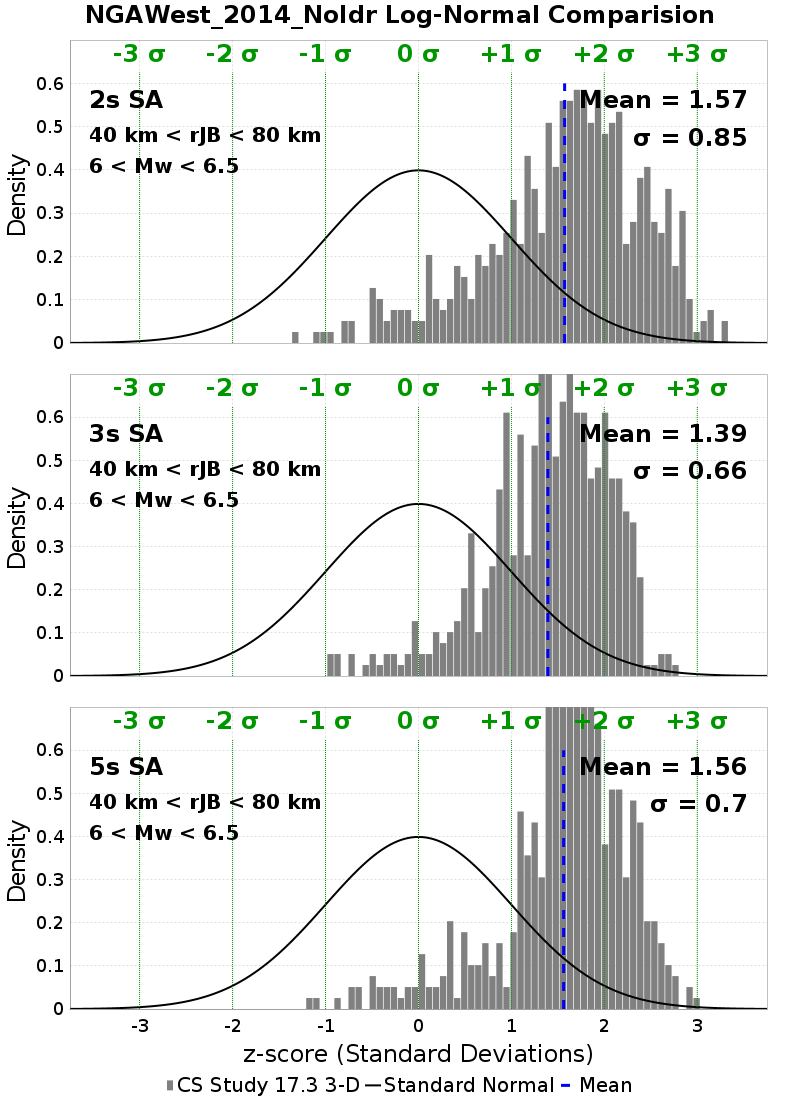 NGAWest_2014_NoIdr Log-Normal Comparision
-3 σ -2 σ -1 σ 0 σ +1 σ +2 σ +3 σ
2s SA
Mean = 1.57
40 km < rJB < 80 km
σ = 0.85
6 < Mw < 6.5
Density
0.6
0.5
0.4
0.3
0.2
0.1
0
-3 σ -2 σ -1 σ 0 σ +1 σ +2 σ +3 σ
3s SA
Mean = 1.39
40 km < rJB < 80 km
σ = 0.66
6 < Mw < 6.5
Density
0.6
0.5
0.4
0.3
0.2
0.1
0
-3 σ -2 σ -1 σ 0 σ +1 σ +2 σ +3 σ
5s SA
Mean = 1.56
40 km < rJB < 80 km
σ = 0.7
6 < Mw < 6.5
Density
0.6
0.5
0.4
0.3
0.2
0.1
0
-3 -2 -1 0 1 2 3
z-score (Standard Deviations)
CS Study 17.3 3-D Standard Normal Mean